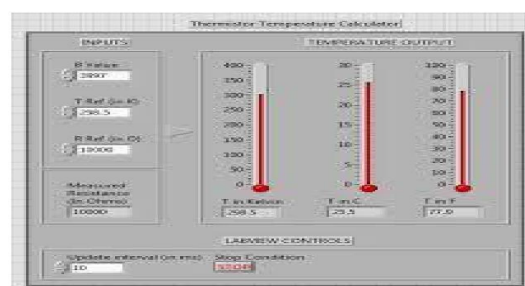 Thermistor Temperature Calculator
INPUTS
TEMPERATURE OUTPUT
B Value
3897
T Ref (in K)
298.5
R Ref (in Ω)
10000
Measured
Resistance
(in Ohms)
10000
400
350
300
250
200
150
100
50
0
T in Kelvin
298.5
30
25
20
15
10
5
0
T in C
25.5
100
90
80
70
60
50
40
30
20
10
0
T in F
77.9
LABVIEW CONTROLS
Update interval (in ms)
10
Stop Condition
STOP